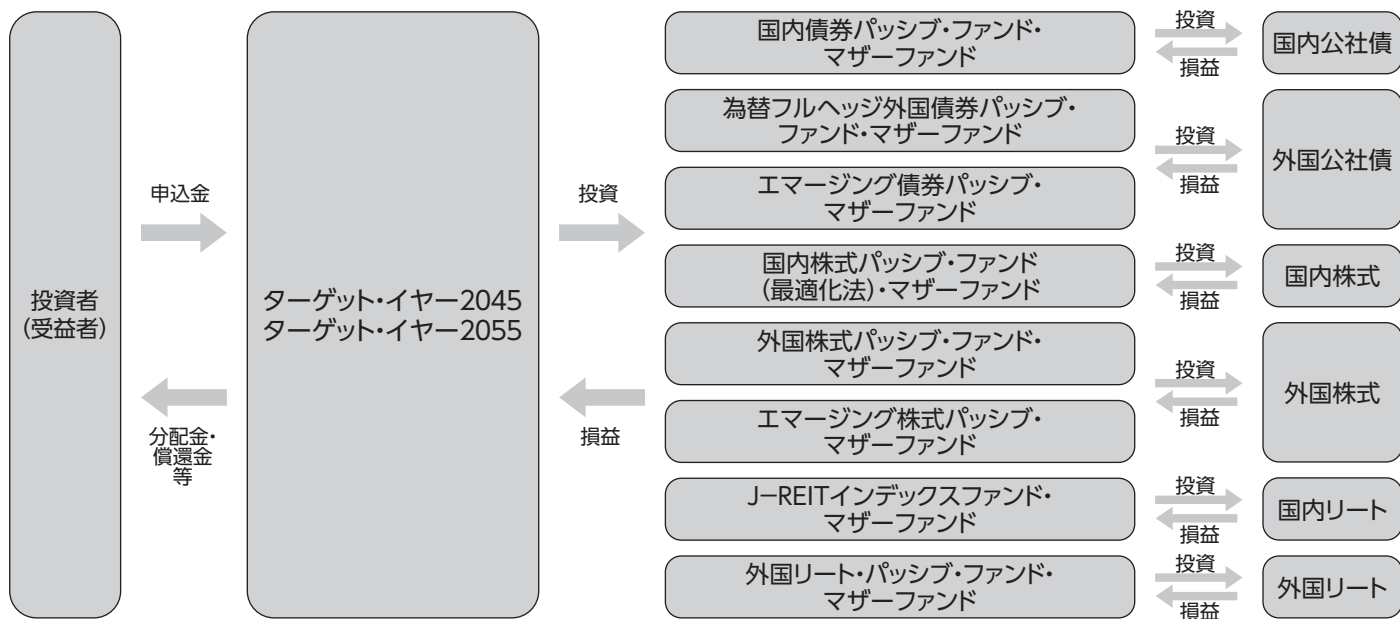 投資者
(受益者)
申込金
分配金・
償還金
等
ターゲット・イヤー2045
ターゲット・イヤー2055
投資
損益
国内債券パッシブ・ファンド・
マザーファンド
投資
損益
国内公社債
為替フルヘッジ外国債券パッシブ・
ファンド・マザーファンド
エマージング債券パッシブ・
マザーファンド
投資
損益
外国公社債
国内株式パッシブ・ファンド
(最適化法)・マザーファンド
投資
損益
国内株式
外国株式パッシブ・ファンド・
マザーファンド
エマージング株式パッシブ・
マザーファンド
投資
損益
外国株式
J−REITインデックスファンド・
マザーファンド
投資
損益
国内リート
外国リート・パッシブ・ファンド・
マザーファンド
投資
損益
外国リート